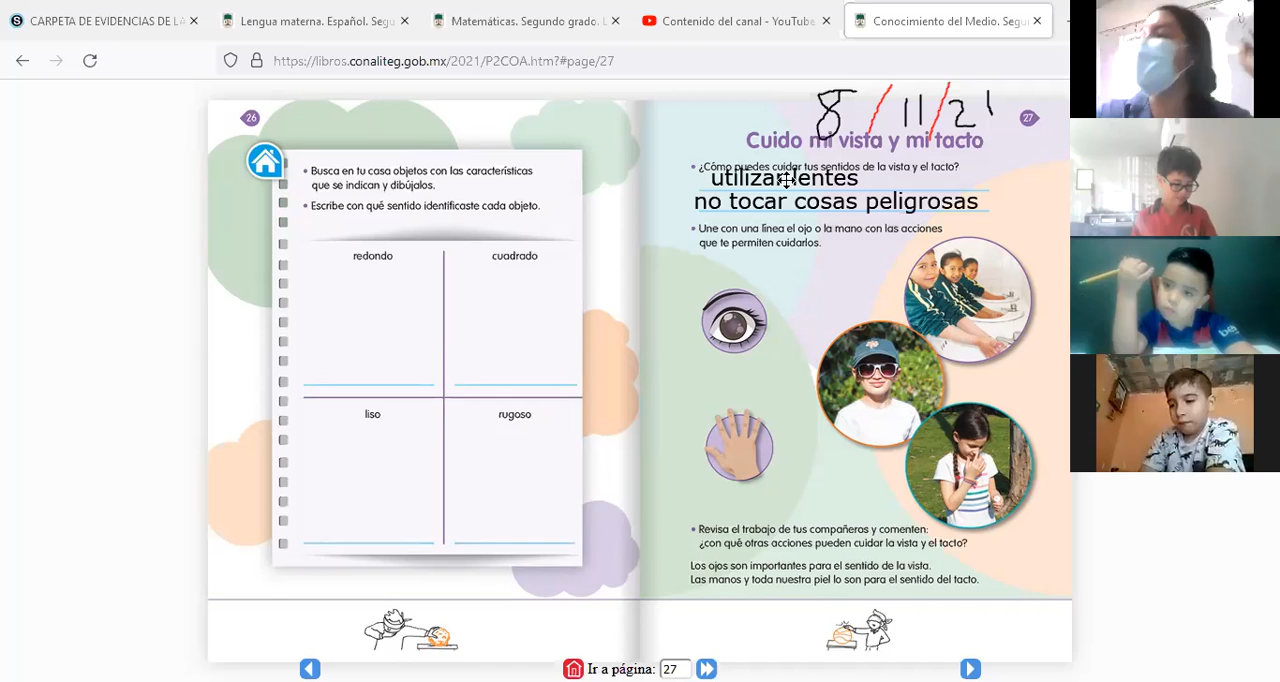 CARPETA DE EVIDENCIAS DE LA
Lengua materna. Español. Segu
Matemáticas. Segundo grado. L
Contenido del canal - YouTube
Conocimiento del Medio. Segu
https://libros.conaliteg.gob.mx/2021/P2COA.htm?#page/27
26
• Busca en tu casa objetos con las características
que se indican y dibújalos.
• Escribe con qué sentido identificaste cada objeto.
redondo
cuadrado
liso
rugoso
8/11/21
27
Cuido mi vista y mi tacto
• ¿Cómo puedes cuidar tus sentidos de la vista y el tacto?
utilizar lentes
no tocar cosas peligrosas
• Une con una línea el ojo o la mano con las acciones
que te permiten cuidarlos.
• Revisa el trabajo de tus compañeros y comenten:
¿con qué otras acciones pueden cuidar la vista y el tacto?
Los ojos son importantes para el sentido de la vista.
Las manos y toda nuestra piel lo son para el sentido del tacto.
Ir a página: 27